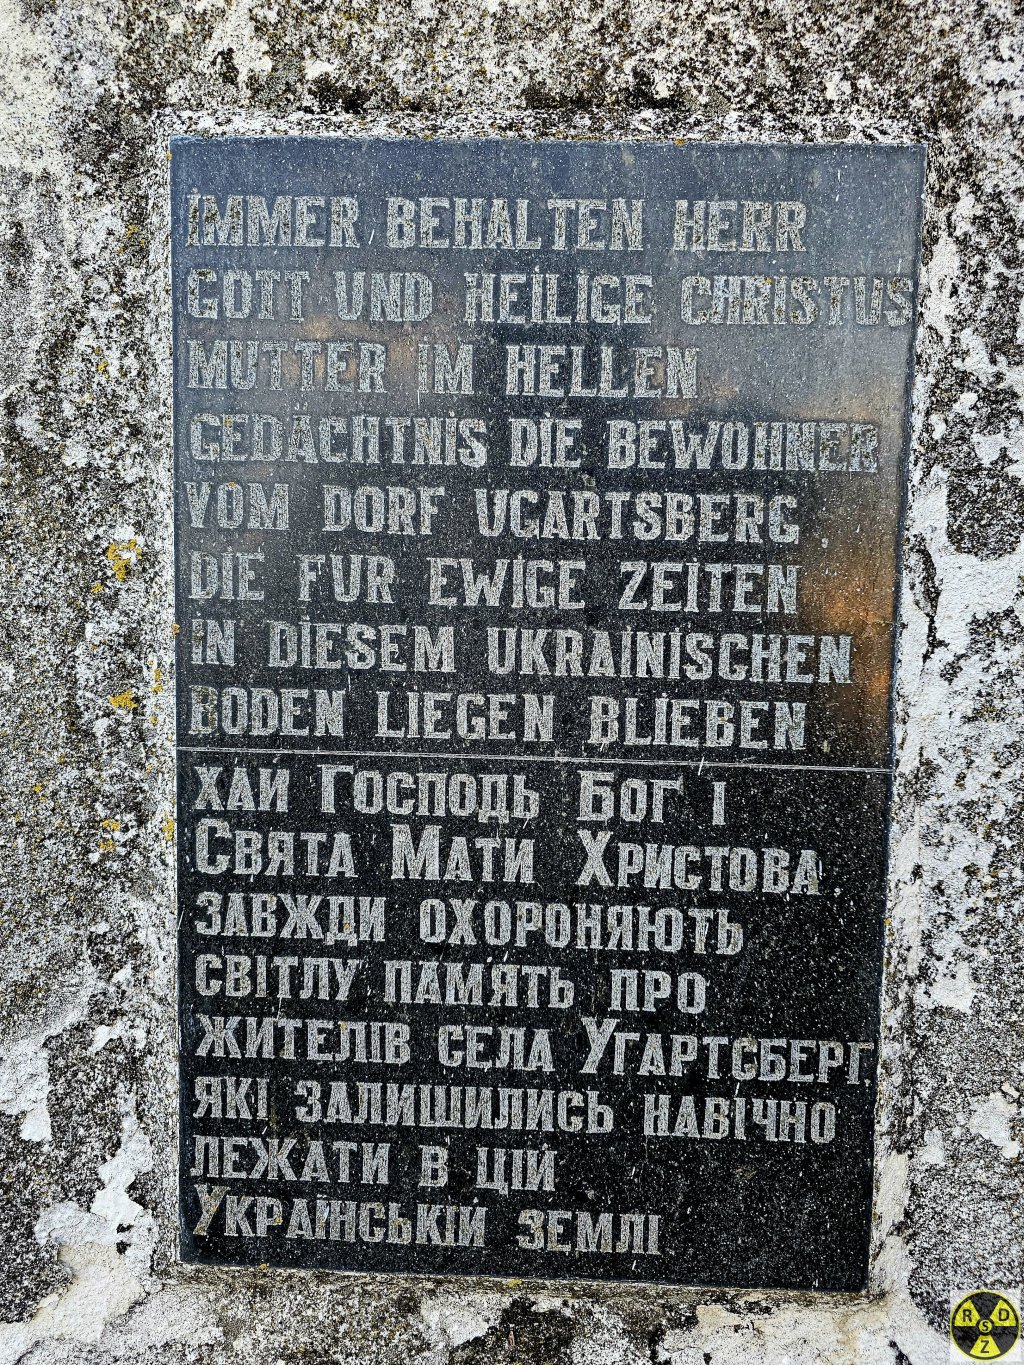 IMMER BEHALTEN HERR
GOTT UND HEILIGE CHRISTUS
MUTTER IM HELLEN
GEDÄCHTNIS DIE BEWOHNER
VOM DORF UGARTSBERG
DIE FUR EWIGE ZEITEN
IN DIESEM UKRAINISCHEN
BODEN LIEGEN BLIEBEN
ХАЙ ГОСПОДЬ БОГ І
СВЯТА МАТИ ХРИСТОВА
ЗАВЖДИ ОХОРОНЯЮТЬ
СВІТЛУ ПАМЯТЬ ПРО
ЖИТЕЛІВ СЕЛА УГАРТСБЕРГ
ЯКІ ЗАЛИШИЛИСЬ НАВІЧНО
ЛЕЖАТИ В ЦІЙ
УКРАЇНСЬКІЙ ЗЕМЛІ
R S D
Z